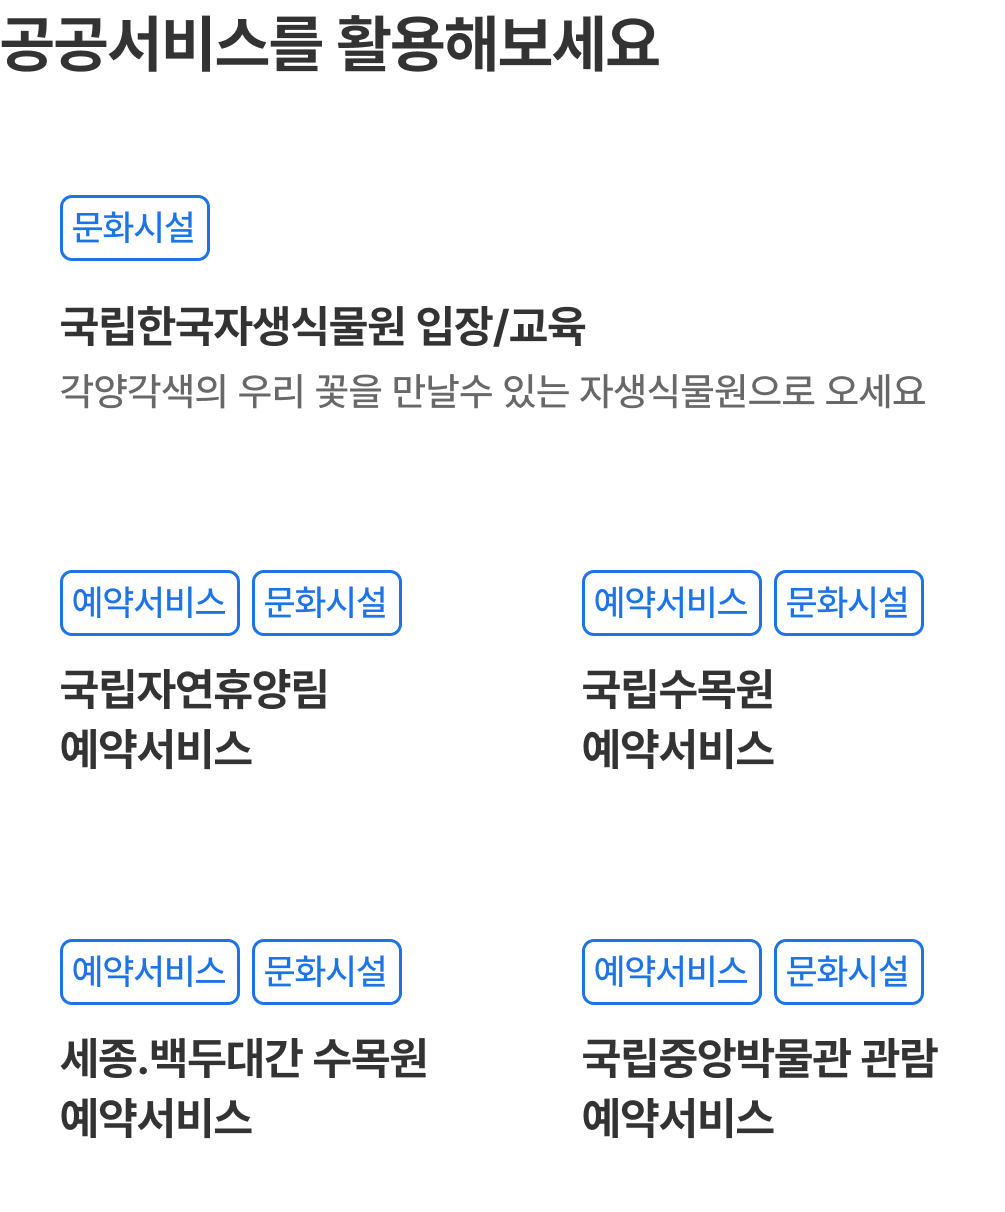 공공서비스를 활용해보세요
문화시설
국립한국자생식물원 입장/교육
각양각색의 우리 꽃을 만날수 있는 자생식물원으로 오세요
예약서비스 문화시설
국립자연휴양림
예약서비스
예약서비스 문화시설
국립수목원
예약서비스
예약서비스 문화시설
세종.백두대간 수목원
예약서비스
예약서비스 문화시설
국립중앙박물관 관람
예약서비스